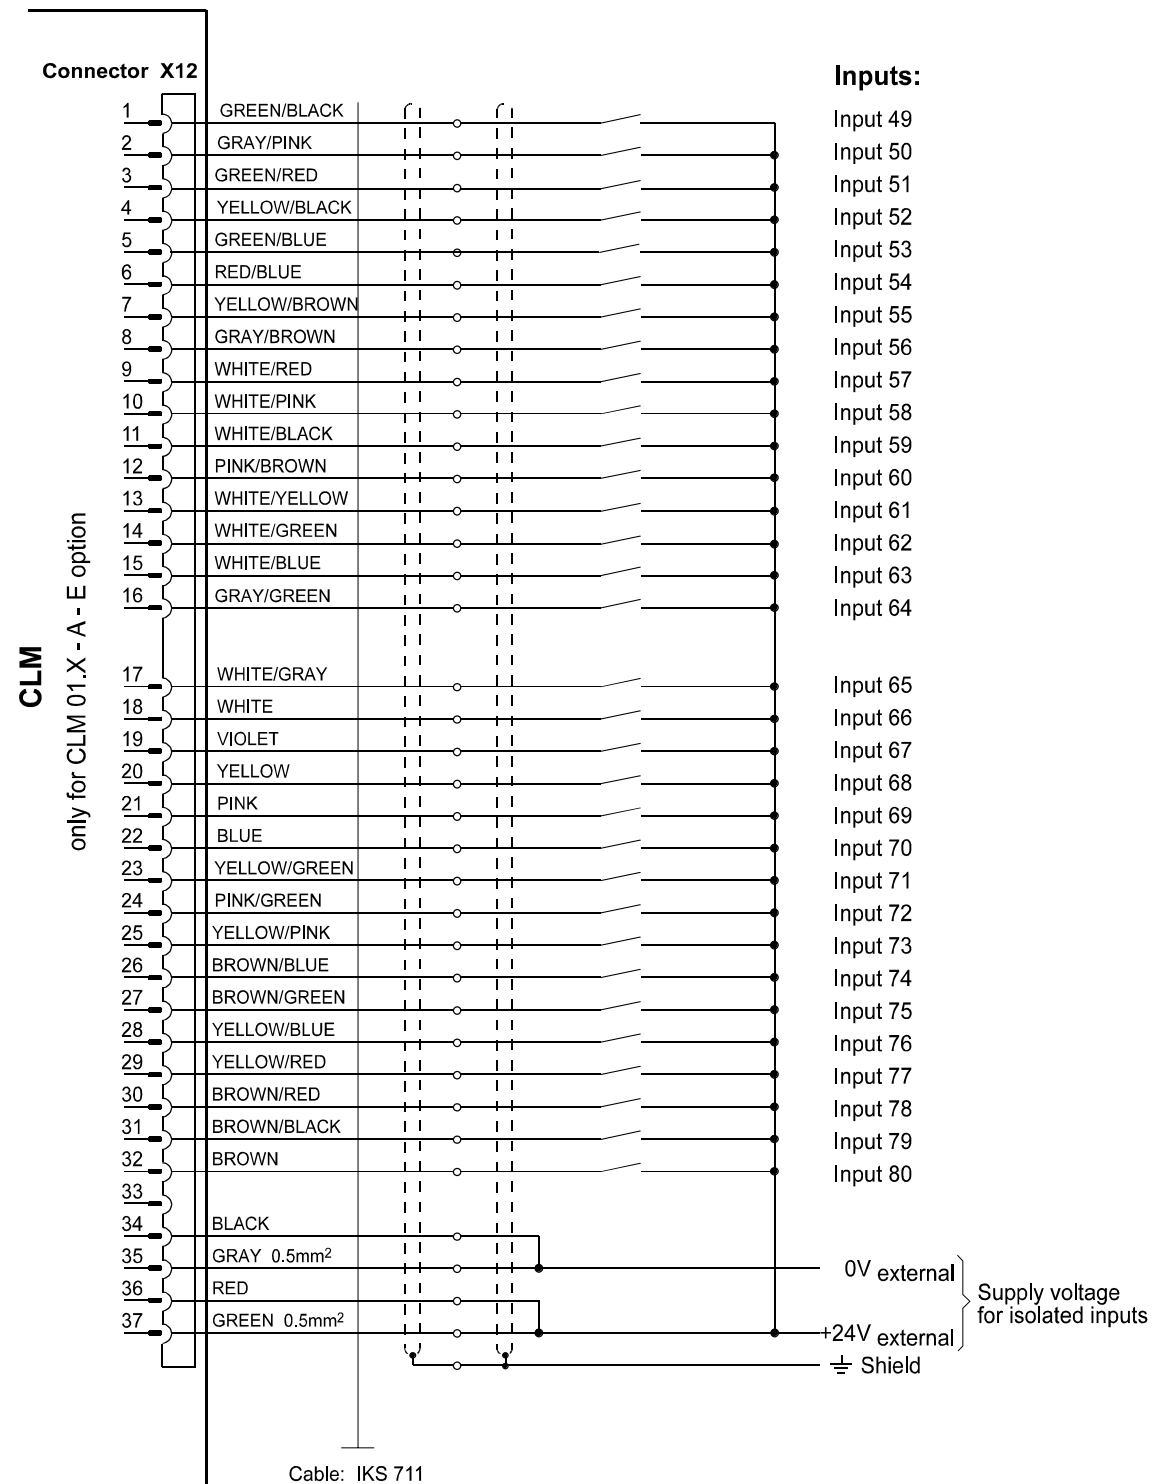 Connector X12
Inputs:
1 GREEN/BLACK Input 49
2 GRAY/PINK Input 50
3 GREEN/RED Input 51
4 YELLOW/BLACK Input 52
5 GREEN/BLUE Input 53
6 RED/BLUE Input 54
7 YELLOW/BROWN Input 55
8 GRAY/BROWN Input 56
9 WHITE/RED Input 57
10 WHITE/PINK Input 58
11 WHITE/BLACK Input 59
12 PINK/BROWN Input 60
13 WHITE/YELLOW Input 61
14 WHITE/GREEN Input 62
15 WHITE/BLUE Input 63
16 GRAY/GREEN Input 64
17 WHITE/GRAY Input 65
18 WHITE Input 66
19 VIOLET Input 67
20 YELLOW Input 68
21 PINK Input 69
22 BLUE Input 70
23 YELLOW/GREEN Input 71
24 PINK/GREEN Input 72
25 YELLOW/PINK Input 73
26 BROWN/BLUE Input 74
27 BROWN/GREEN Input 75
28 YELLOW/BLUE Input 76
29 YELLOW/RED Input 77
30 BROWN/RED Input 78
31 BROWN/BLACK Input 79
32 BROWN Input 80
33
34 BLACK
35 GRAY 0.5mm² 0V external
36 RED
37 GREEN 0.5mm² +24V external
Supply voltage
for isolated inputs
Shield
CLM
only for CLM 01.X - A - E option
Cable: IKS 711